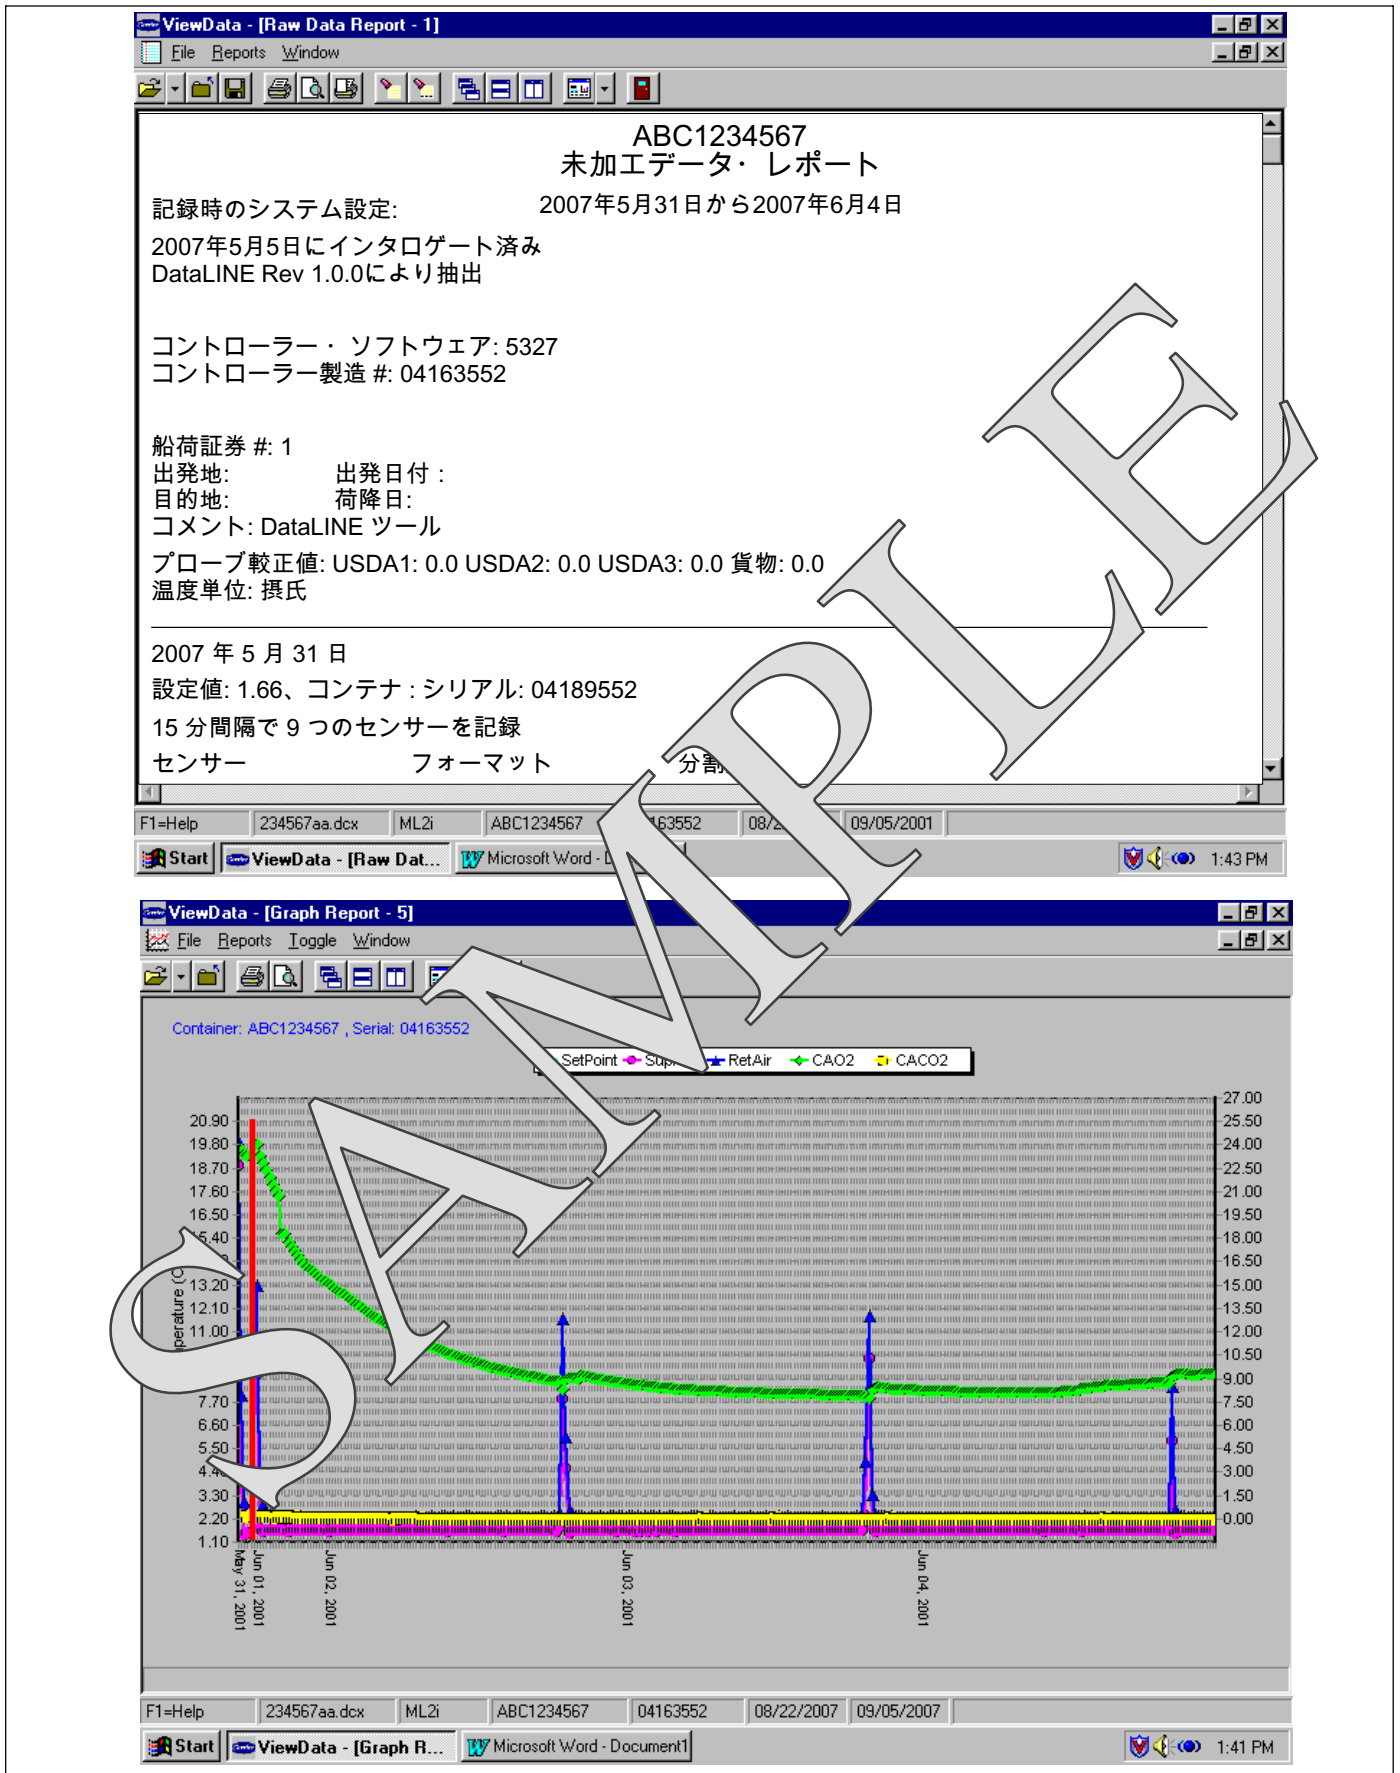 ViewData - [Raw Data Report - 1]
File Reports Window
ABC1234567
未加工データ・レポート
記録時のシステム設定: 2007年5月31日から2007年6月4日
2007年5月5日にインタロゲート済み
DataLINE Rev 1.0.0により抽出
コントローラー・ソフトウェア: 5327
コントローラー製造 #: 04163552
船荷証券 #: 1
出発地: 出発日付:
目的地: 荷降日:
コメント: DataLINE ツール
プローブ較正値: USDA1: 0.0 USDA2: 0.0 USDA3: 0.0 貨物: 0.0
温度単位: 摂氏
2007 年 5 月 31 日
設定値: 1.66、コンテナ : シリアル: 04189552
15 分間隔で 9 つのセンサーを記録
センサー フォーマット 分割
F1=Help 234567aa.dcx ML2i ABC1234567 63552 08/2 09/05/2001
Start ViewData - [Raw Dat... Microsoft Word - D 1:43 PM
SAMPLE
ViewData - [Graph Report - 5]
File Reports Toggle Window
Container: ABC1234567 , Serial: 04163552
SetPoint RetAir CAO2 CACO2
27.00
20.90 25.50
19.80 24.00
18.70 22.50
17.60 21.00
16.50 19.50
5.40 18.00
16.50
13.20 15.00
12.10 13.50
11.00 12.00
10.50
9.00
7.70 7.50
6.60 6.00
5.50 4.50
4.4 3.00
3.30 1.50
2.20 0.00
1.10
perature (C
May 31, 2001
Jun 01, 2001
Jun 02, 2001
Jun 03, 2001
Jun 04, 2001
F1=Help 234567aa.dcx ML2i ABC1234567 04163552 08/22/2007 09/05/2007
Start ViewData - [Graph R... Microsoft Word - Document1 1:41 PM